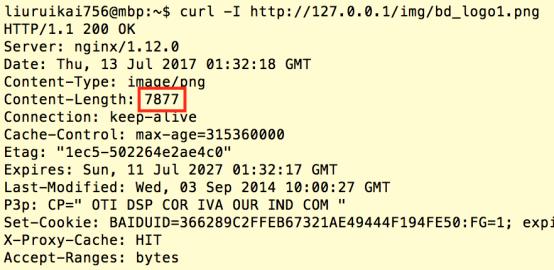 liuruikai756@mbp:~$ curl -I http://127.0.0.1/img/bd_logo1.png
HTTP/1.1 200 OK
Server: nginx/1.12.0
Date: Thu, 13 Jul 2017 01:32:18 GMT
Content-Type: image/png
Content-Length: 7877
Connection: keep-alive
Cache-Control: max-age=315360000
Etag: "1ec5-502264e2ae4c0"
Expires: Sun, 11 Jul 2027 01:32:17 GMT
Last-Modified: Wed, 03 Sep 2014 10:00:27 GMT
P3p: CP=" OTI DSP COR IVA OUR IND COM "
Set-Cookie: BAIDUID=366289C2FFEB67321AE49444F194FE50:FG=1; expi
X-Proxy-Cache: HIT
Accept-Ranges: bytes